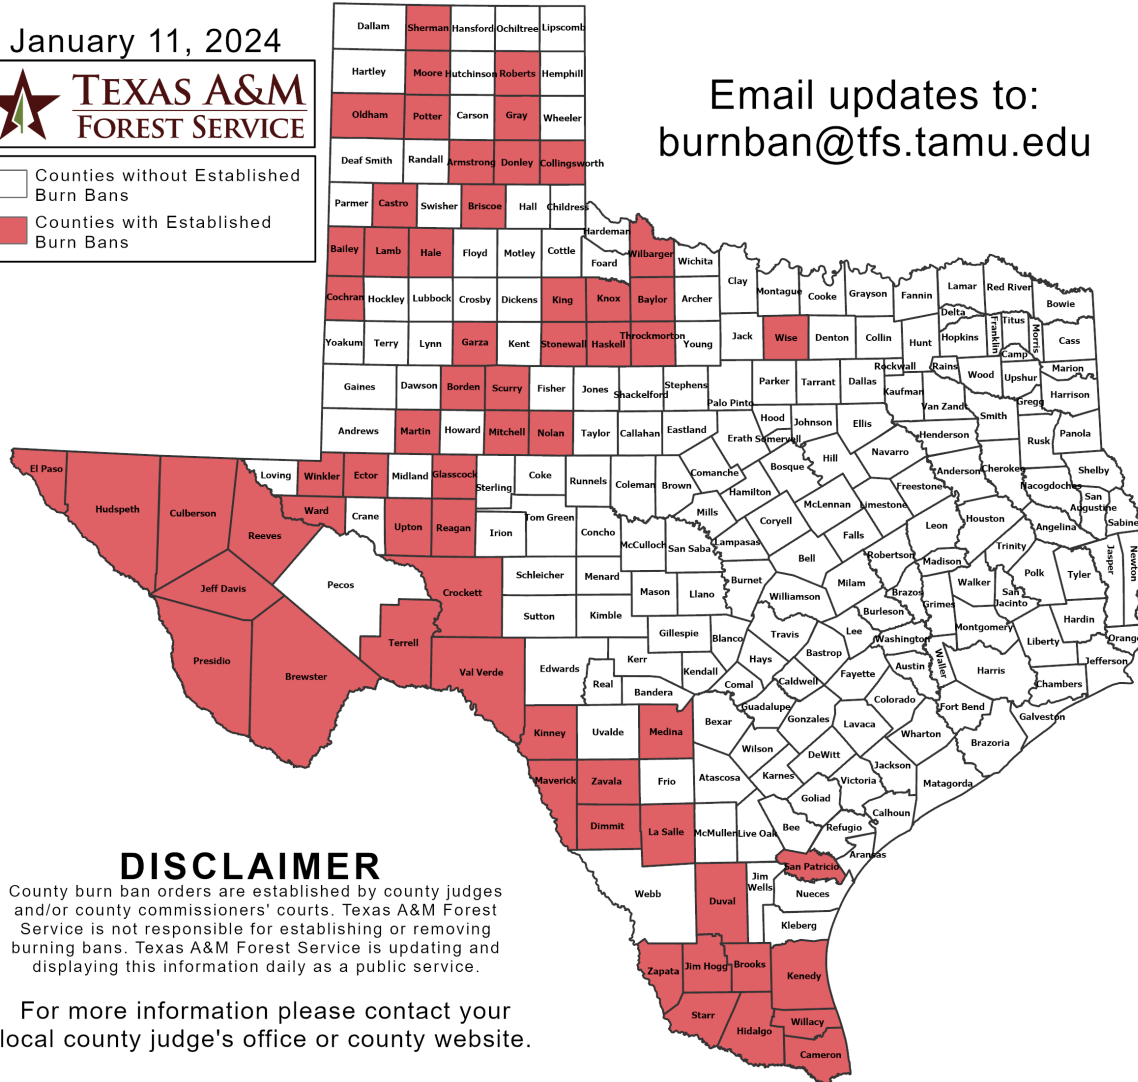 January 11, 2024
TEXAS A&M
FOREST SERVICE
Counties without Established
Burn Bans
Counties with Established
Burn Bans
Email updates to:
burnban@tfs.tamu.edu
Dallam Sherman Hansford Ochiltree Lipscomb
Hartley Moore Hutchinson Roberts Hemphill
Oldham Potter Carson Gray Wheeler
Deaf Smith Randall Armstrong Donley Collingsworth
Parmer Castro Swisher Briscoe Hall Childress
Hardeman
Bailey Lamb Hale Floyd Motley Cottle Foard Wilbarger Wichita
Clay Montague Cooke Grayson Fannin Lamar Red River Bowie
Cochran Hockley Lubbock Crosby Dickens King Knox Baylor Archer
Delta Titus Franklin Morris
Yoakum Terry Lynn Garza Kent Stonewall Haskell Throckmorton Young Jack Wise Denton Collin Hunt Hopkins Cass
Camp
Rockwall Rains Wood Upshur Marion
Gaines Dawson Borden Scurry Fisher Jones Shackelford Stephens Palo Pinto Parker Tarrant Dallas Kaufman Van Zandt Smith Gregg Harrison
Andrews Martin Howard Mitchell Nolan Taylor Callahan Eastland Erath Hood Somervell Johnson Ellis Henderson Rusk Panola
El Paso Loving Winkler Ector Midland Glasscock Sterling Coke Runnels Coleman Brown Comanche Bosque Hill Navarro Anderson Cherokee Shelby
Hudspeth Culberson Reeves Ward Crane Upton Reagan Irion Tom Green Concho Mills Hamilton McLennan Limestone Freestone Nacogdoches San
Augustine Sabine
McCulloch San Saba Lampasas Coryell Falls Leon Houston Angelina
Jeff Davis Pecos Crockett Schleicher Menard Mason Llano Burnet Bell Milam Robertson Madison Trinity Polk Tyler Jasper Newton
Sutton Kimble Williamson Brazos Grimes Walker San
Jacinto Hardin
Presidio Brewster Terrell Val Verde Edwards Gillespie Blanco Travis Lee Burleson Washington Montgomery Liberty Orange
Real Kerr Kendall Hays Bastrop Fayette Austin Waller Harris Chambers Jefferson
Bandera Comal Caldwell Colorado Fort Bend Galveston
Kinney Uvalde Medina Bexar Guadalupe Gonzales Lavaca Wharton Brazoria
Maverick Zavala Frio Atascosa Wilson Karnes DeWitt Victoria Jackson Matagorda
Dimmit La Salle McMullen Live Oak Bee Goliad Refugio Calhoun
Aransas
Webb Duval Jim
Wells San Patricio
Nueces
Kleberg
Zapata Jim Hogg Brooks Kenedy
Starr Hidalgo Willacy
Cameron
DISCLAIMER
County burn ban orders are established by county judges
and/or county commissioners' courts. Texas A&M Forest
Service is not responsible for establishing or removing
burning bans. Texas A&M Forest Service is updating and
displaying this information daily as a public service.
For more information please contact your
local county judge's office or county website.